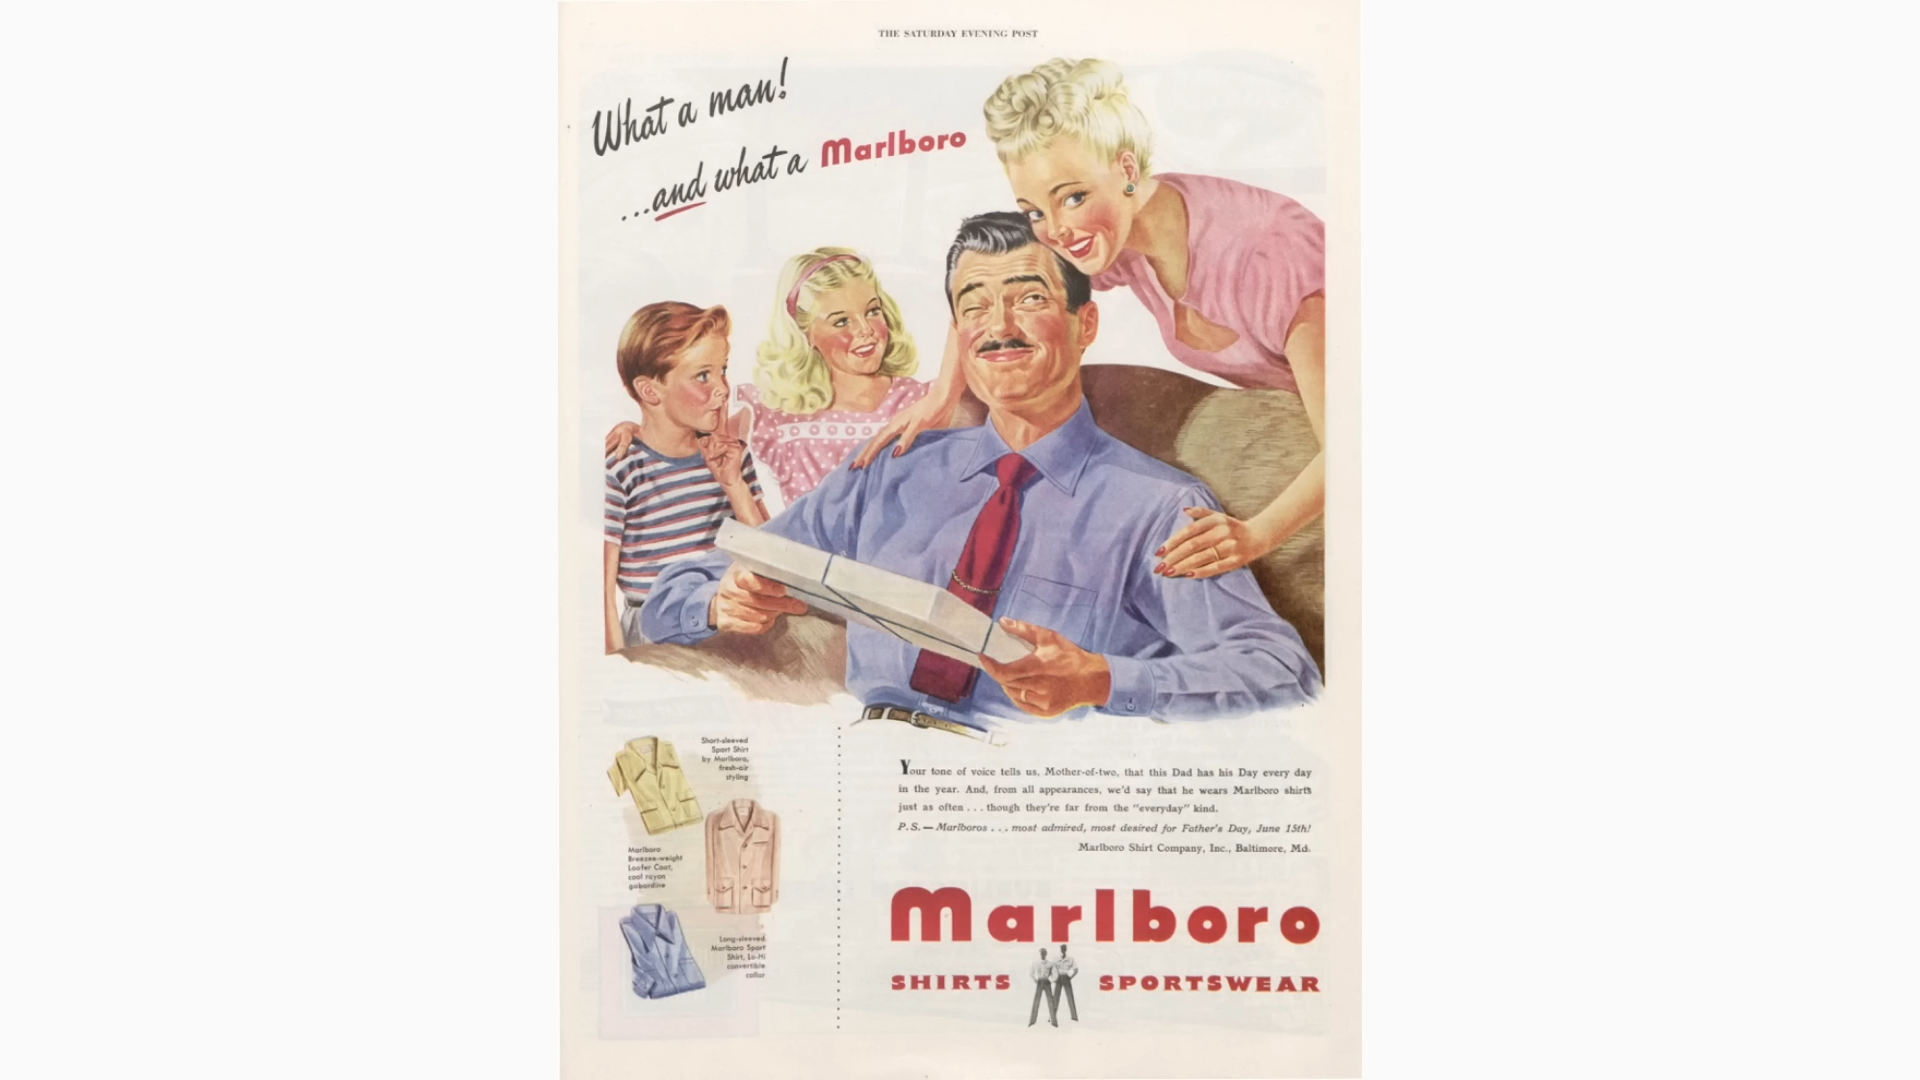 THE SATURDAY EVENING POST
What a man!
...and what a Marlboro
Short-sleeved
Sport Shirt
by Marlboro,
fresh-air
styling
Marlboro
Breezee-weight
Loafer Coat,
cool rayon
gabardine
Long-sleeved
Marlboro Sport
Shirt, Lo-Hi
convertible
collar
Your tone of voice tells us, Mother-of-two, that this Dad has his Day every day
in the year. And, from all appearances, we'd say that he wears Marlboro shirts
just as often . . . though they're far from the "everyday" kind.
P.S.—Marlboros . . . most admired, most desired for Father's Day, June 15th!
Marlboro Shirt Company, Inc., Baltimore, Md.
Marlboro
SHIRTS SPORTSWEAR